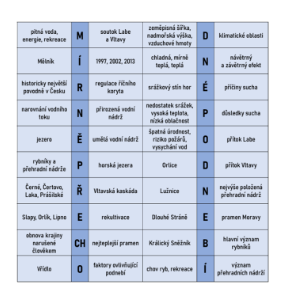 pitná voda, energie, rekreace
M
soutok Labe a Vltavy
zeměpisná šířka, nadmořská výška, vzduchové hmoty
D
klimatické oblasti
Mělník
Í
1997, 2002, 2013
chladná, mírně teplá, teplá
N
návětrný a závětrný efekt
historicky největší povodně v Česku
R
regulace říčního koryta
srážkový stín hor
É
příčiny sucha
narovnání vodního toku
N
přirozená vodní nádrž
nedostatek srážek, vysoká teplota, nízká oblačnost
P
důsledky sucha
jezero
Ě
umělá vodní nádrž
špatná úrodnost, riziko požárů, vysychání vod
O
přítok Labe
rybníky a přehradní nádrže
P
horská jezera
Orlice
D
přítok Vltavy
Černé, Čertovo, Laka, Prášilské
Ř
Vltavská kaskáda
Lužnice
N
nejvýše položená přehradní nádrž
Slapy, Orlík, Lipno
E
rekultivace
Dlouhé Stráně
E
pramen Moravy
obnova krajiny narušené člověkem
CH
nejteplejší pramen
Králický Sněžník
B
hlavní význam rybníků
Vřídlo
O
faktory ovlivňující podnebí
chov ryb, rekreace
Í
význam přehradních nádrží